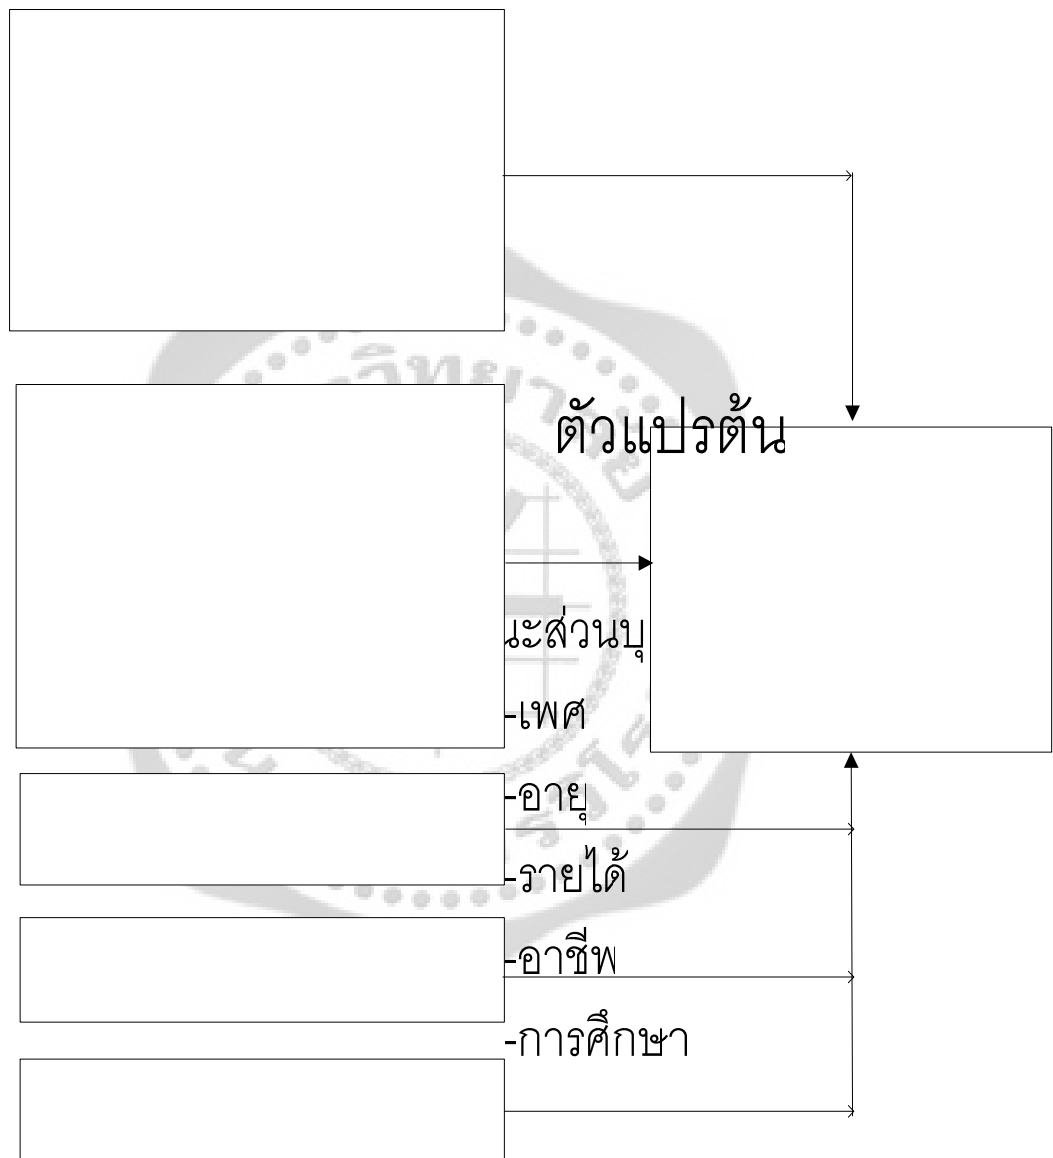 ตัวแปรต้น
นะส่วนบุ
-เพศ
-อายุ
-รายได้
-อาชีพ
-การศึกษา